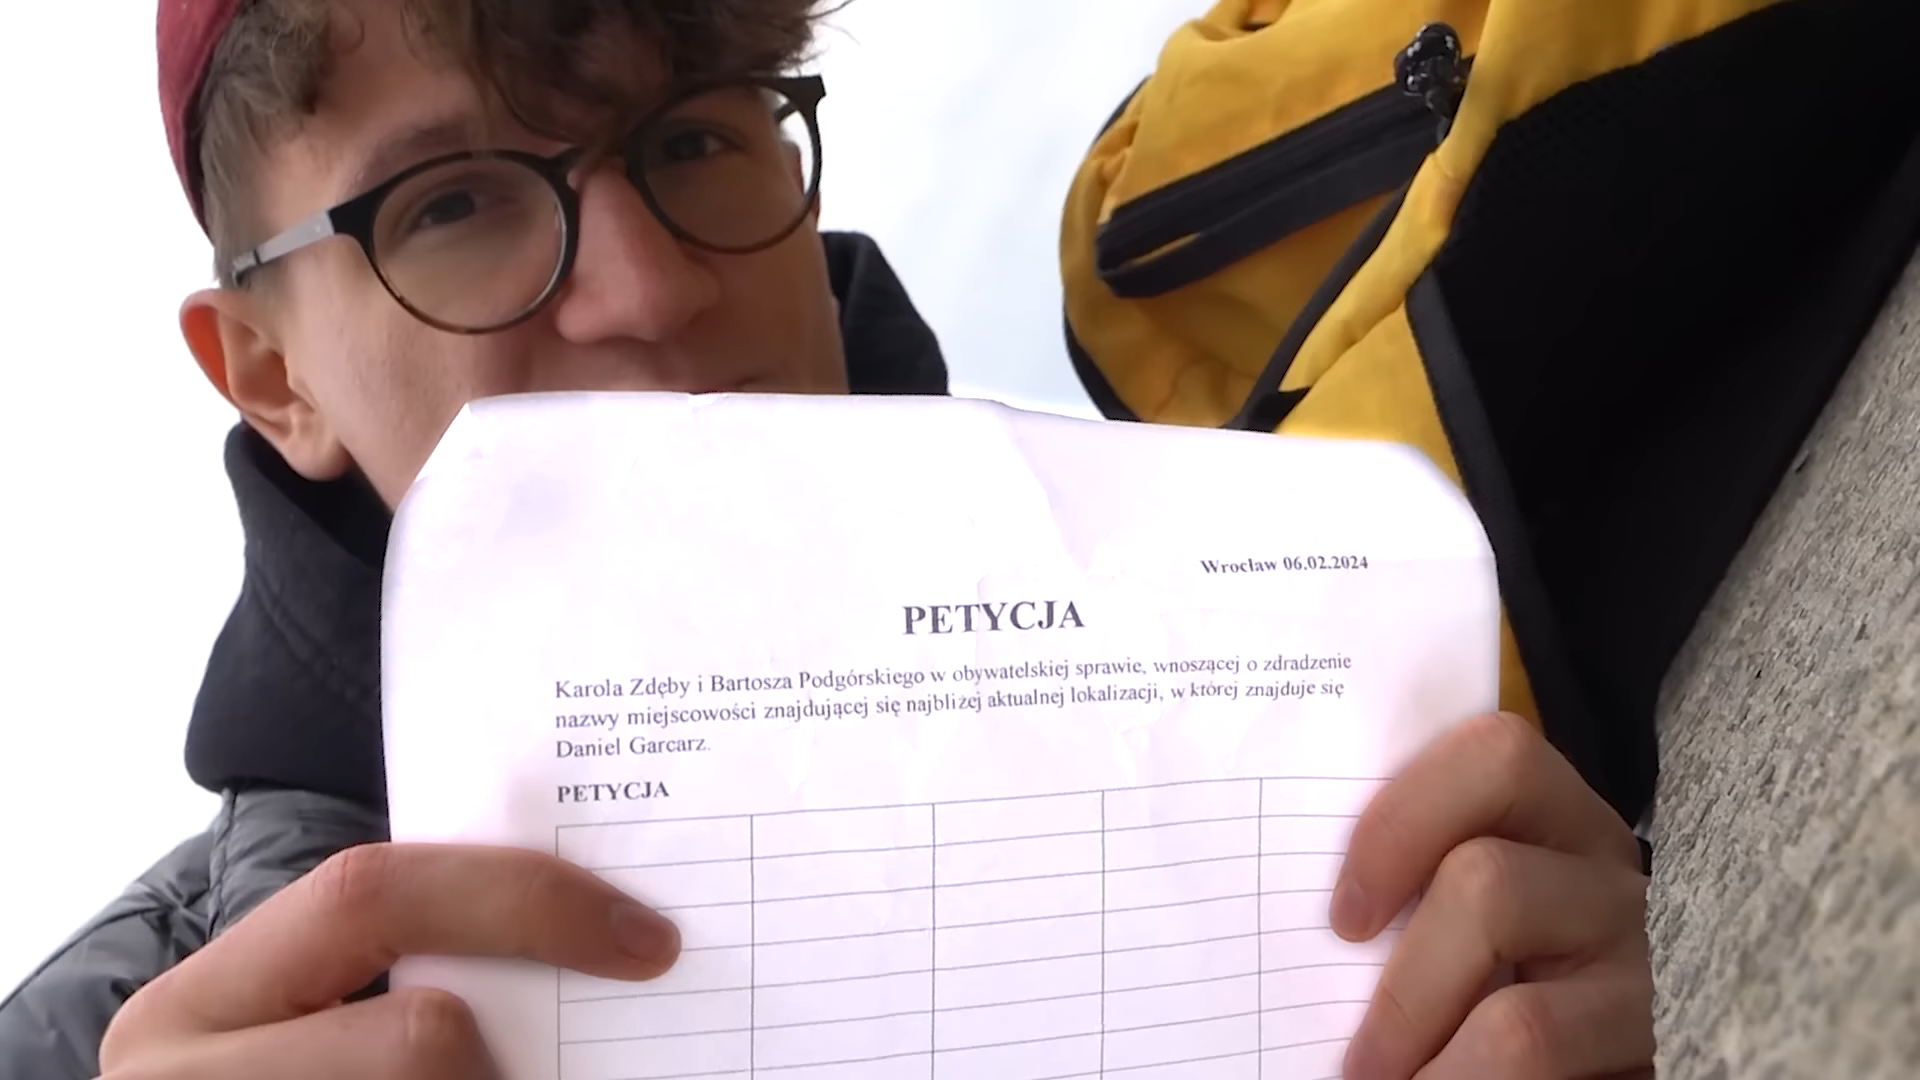 Wrocław 06.02.2024
PETYCJA
Karola Zdęby i Bartosza Podgórskiego w obywatelskiej sprawie, wnoszącej o zdradzenie
nazwy miejscowości znajdującej się najbliżej aktualnej lokalizacji, w której znajduje się
Daniel Garcarz.
PETYCJA